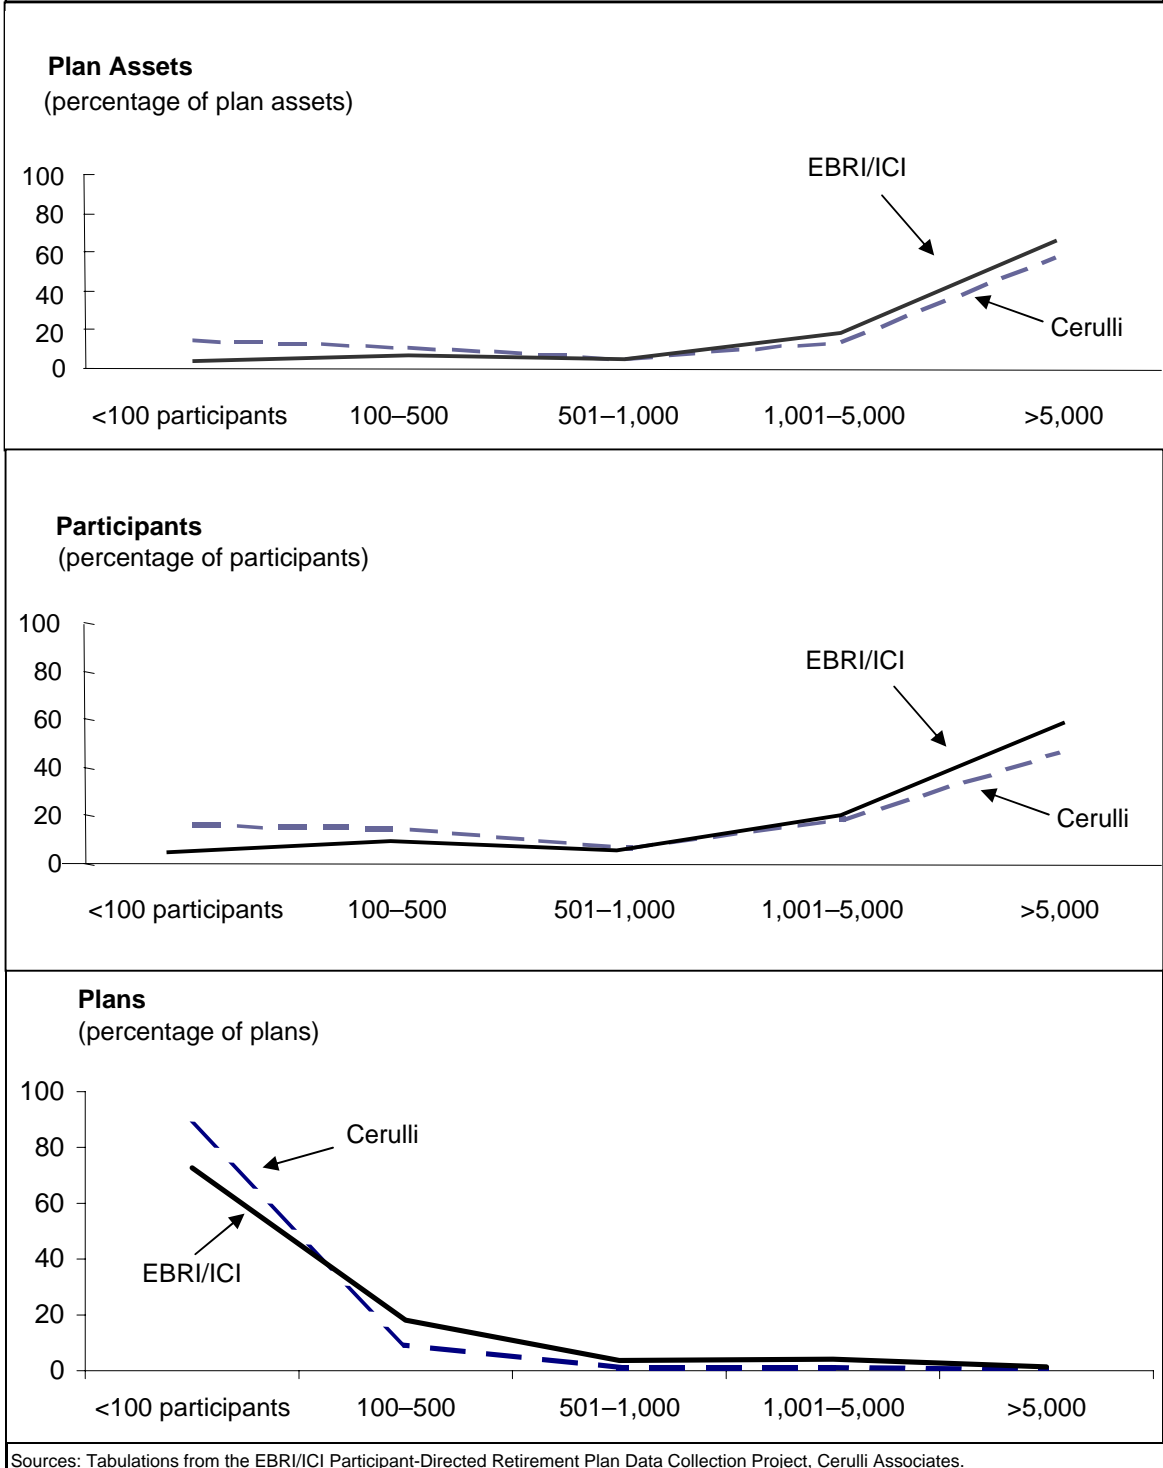 Plan Assets
(percentage of plan assets)
EBRI/ICI
100
80
60
40
20
0
Cerulli
<100 participants 100–500 501–1,000 1,001–5,000 >5,000
Participants
(percentage of participants)
100
80
60
40
20
0
EBRI/ICI
Cerulli
<100 participants 100–500 501–1,000 1,001–5,000 >5,000
Plans
(percentage of plans)
100
80
60
40
20
0
Cerulli
EBRI/ICI
<100 participants 100–500 501–1,000 1,001–5,000 >5,000
Sources: Tabulations from the EBRI/ICI Participant-Directed Retirement Plan Data Collection Project, Cerulli Associates.